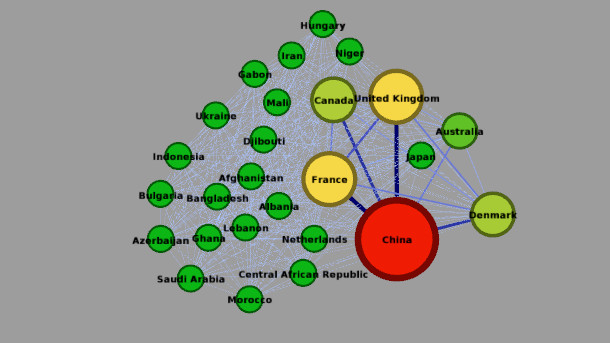 Hungary
Iran
Niger
Gabon
Mali
Canada
United Kingdom
Ukraine
Djibouti
Australia
Indonesia
Japan
Afghanistan
France
Bulgaria
Bangladesh
Albania
Denmark
Lebanon
Azerbaijan
Ghana
Netherlands
China
Saudi Arabia
Central African Republic
Morocco